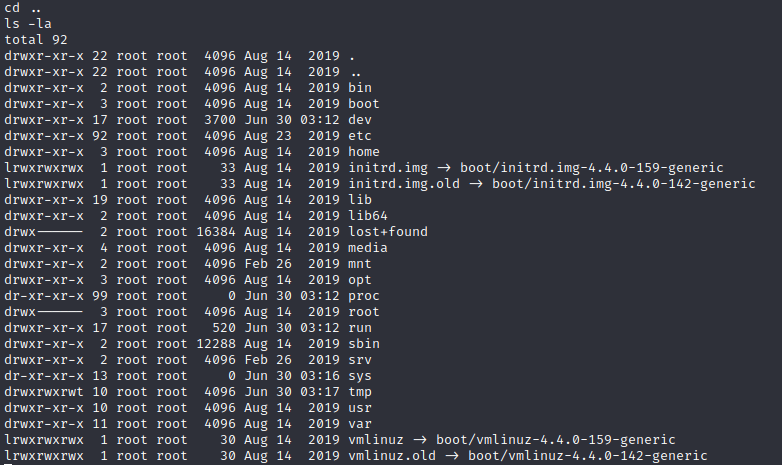 cd ..
ls -la
total 92
drwxr-xr-x 22 root root  4096 Aug 14  2019 .
drwxr-xr-x 22 root root  4096 Aug 14  2019 ..
drwxr-xr-x  2 root root  4096 Aug 14  2019 bin
drwxr-xr-x  3 root root  4096 Aug 14  2019 boot
drwxr-xr-x 17 root root  3700 Jun 30 03:12 dev
drwxr-xr-x 92 root root  4096 Aug 23  2019 etc
drwxr-xr-x  3 root root  4096 Aug 14  2019 home
lrwxrwxrwx  1 root root    33 Aug 14  2019 initrd.img -> boot/initrd.img-4.4.0-159-generic
lrwxrwxrwx  1 root root    33 Aug 14  2019 initrd.img.old -> boot/initrd.img-4.4.0-142-generic
drwxr-xr-x 19 root root  4096 Aug 14  2019 lib
drwxr-xr-x  2 root root  4096 Aug 14  2019 lib64
drwx------  2 root root 16384 Aug 14  2019 lost+found
drwxr-xr-x  4 root root  4096 Aug 14  2019 media
drwxr-xr-x  2 root root  4096 Feb 26  2019 mnt
drwxr-xr-x  3 root root  4096 Aug 14  2019 opt
dr-xr-xr-x 99 root root     0 Jun 30 03:12 proc
drwx------  3 root root  4096 Aug 14  2019 root
drwxr-xr-x 17 root root   520 Jun 30 03:12 run
drwxr-xr-x  2 root root 12288 Aug 14  2019 sbin
drwxr-xr-x  2 root root  4096 Feb 26  2019 srv
dr-xr-xr-x 13 root root     0 Jun 30 03:16 sys
drwxrwxrwt 10 root root  4096 Jun 30 03:17 tmp
drwxr-xr-x 10 root root  4096 Aug 14  2019 usr
drwxr-xr-x 11 root root  4096 Aug 14  2019 var
lrwxrwxrwx  1 root root    30 Aug 14  2019 vmlinuz -> boot/vmlinuz-4.4.0-159-generic
lrwxrwxrwx  1 root root    30 Aug 14  2019 vmlinuz.old -> boot/vmlinuz-4.4.0-142-generic